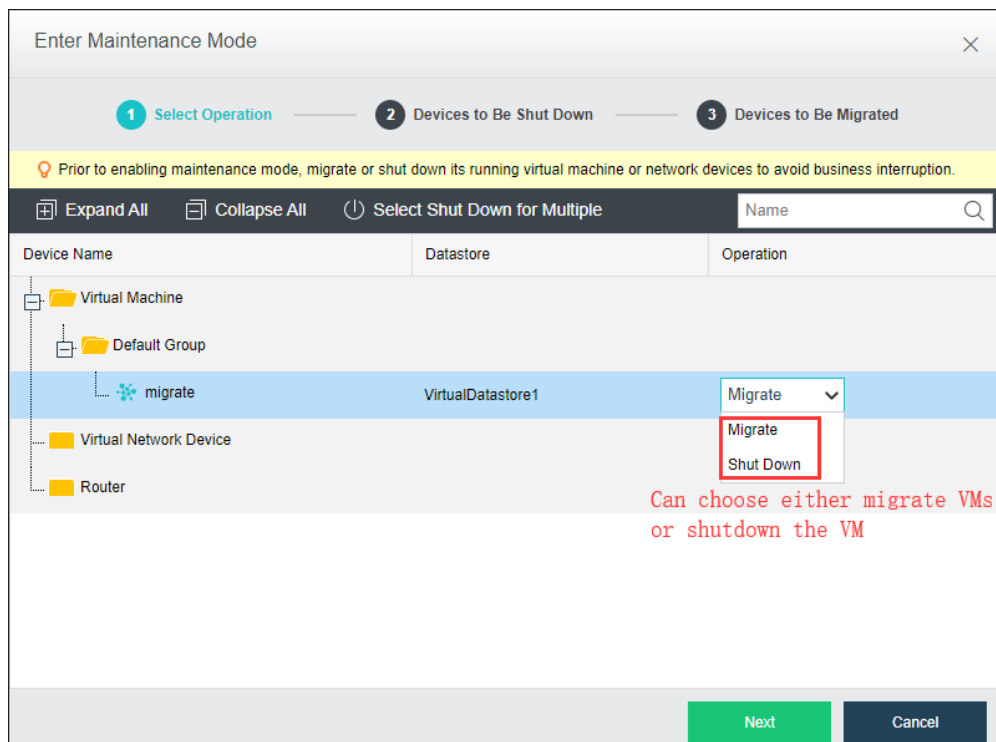 Enter Maintenance Mode
1 Select Operation 2 Devices to Be Shut Down 3 Devices to Be Migrated
Prior to enabling maintenance mode, migrate or shut down its running virtual machine or network devices to avoid business interruption.
Expand All Collapse All Select Shut Down for Multiple Name
Device Name Datastore Operation
Virtual Machine
Default Group
migrate VirtualDatastore1 Migrate
Migrate
Virtual Network Device
Shut Down
Router
Can choose either migrate VMs
or shutdown the VM
Next Cancel